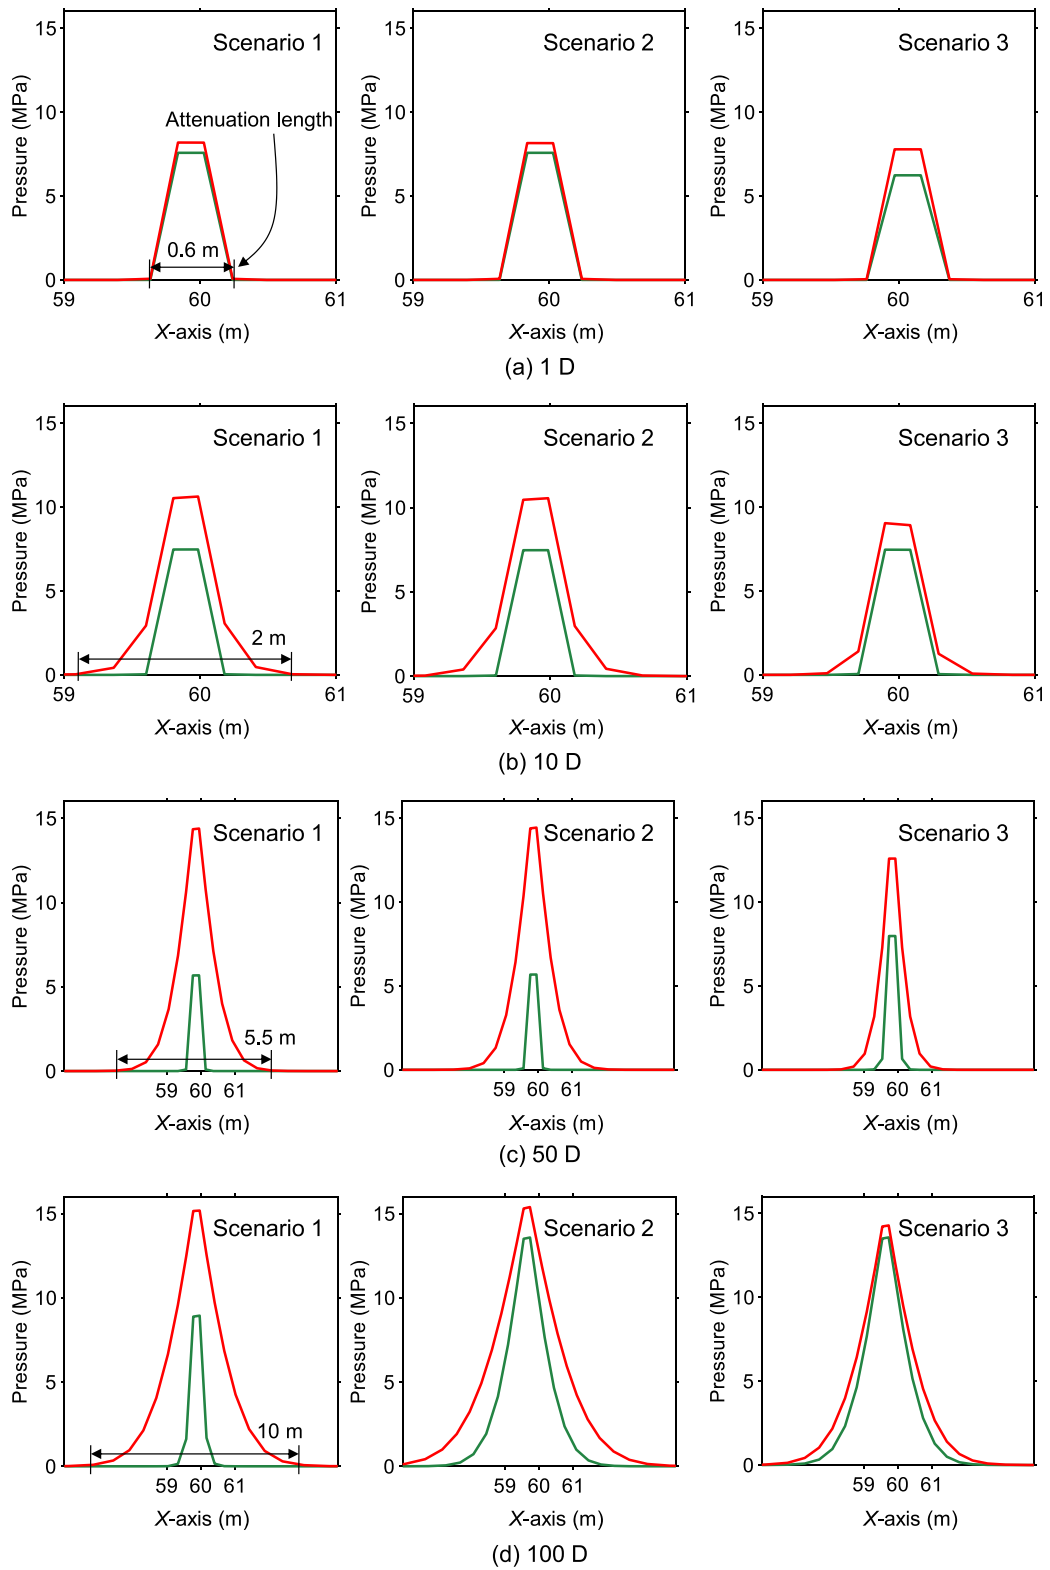 Scenario 1
Scenario 2
Scenario 3
Pressure (MPa)
15
10
5
0
Attenuation length
0.6 m
59
60
61
X-axis (m)
Pressure (MPa)
15
10
5
0
59
60
61
X-axis (m)
Pressure (MPa)
15
10
5
0
59
60
61
X-axis (m)
(a) 1 D
Scenario 1
Scenario 2
Scenario 3
Pressure (MPa)
15
10
5
0
2 m
59
60
61
X-axis (m)
Pressure (MPa)
15
10
5
0
59
60
61
X-axis (m)
Pressure (MPa)
15
10
5
0
59
60
61
X-axis (m)
(b) 10 D
Scenario 1
Scenario 2
Scenario 3
Pressure (MPa)
15
10
5
0
5.5 m
59
60
61
X-axis (m)
Pressure (MPa)
15
10
5
0
59
60
61
X-axis (m)
Pressure (MPa)
15
10
5
0
59
60
61
X-axis (m)
(c) 50 D
Scenario 1
Scenario 2
Scenario 3
Pressure (MPa)
15
10
5
0
10 m
59
60
61
X-axis (m)
Pressure (MPa)
15
10
5
0
59
60
61
X-axis (m)
Pressure (MPa)
15
10
5
0
59
60
61
X-axis (m)
(d) 100 D